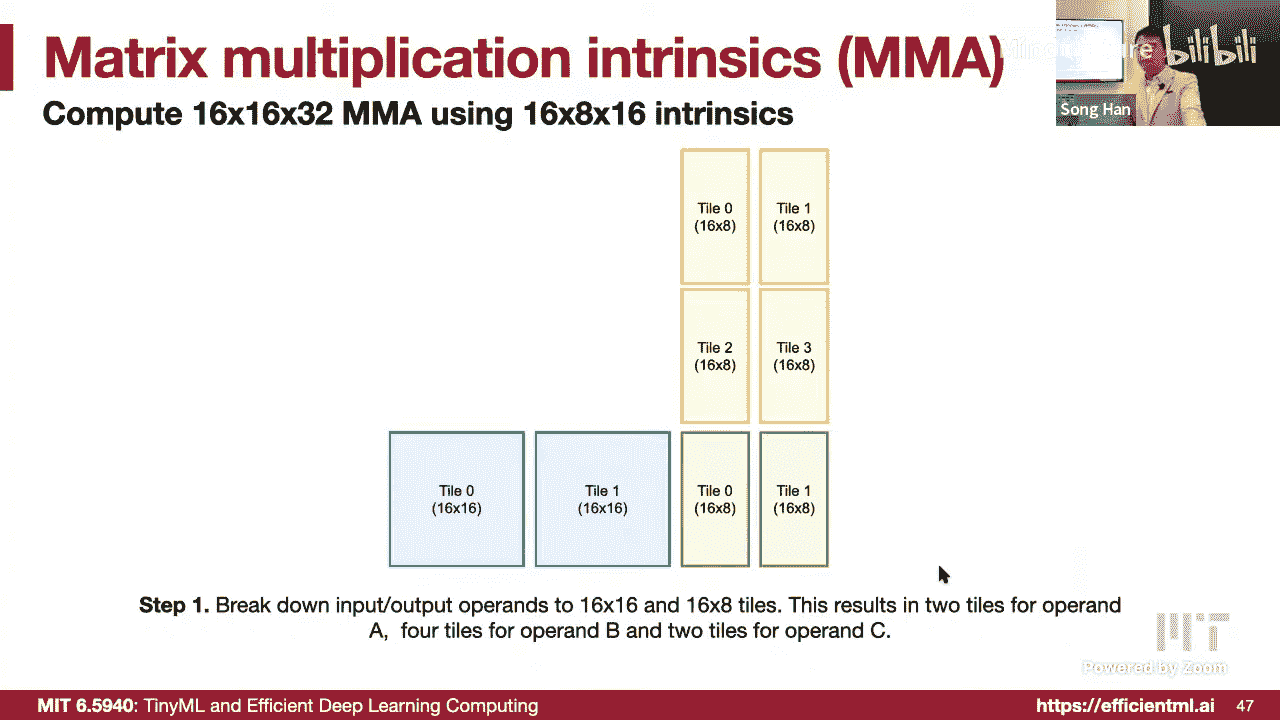 Matrix multiplication intrinsics (MMA)
bilibili
Song Han
Compute 16x16x32 MMA using 16x8x16 intrinsics
Tile 0
(16x8)
Tile 1
(16x8)
Tile 2
(16x8)
Tile 3
(16x8)
Tile 0
(16x16)
Tile 1
(16x16)
Tile 0
(16x8)
Tile 1
(16x8)
Step 1. Break down input/output operands to 16x16 and 16x8 tiles. This results in two tiles for operand
A, four tiles for operand B and two tiles for operand C.
MIT
Powered by Zoom
MIT 6.5940: TinyML and Efficient Deep Learning Computing
https://efficientml.ai
47